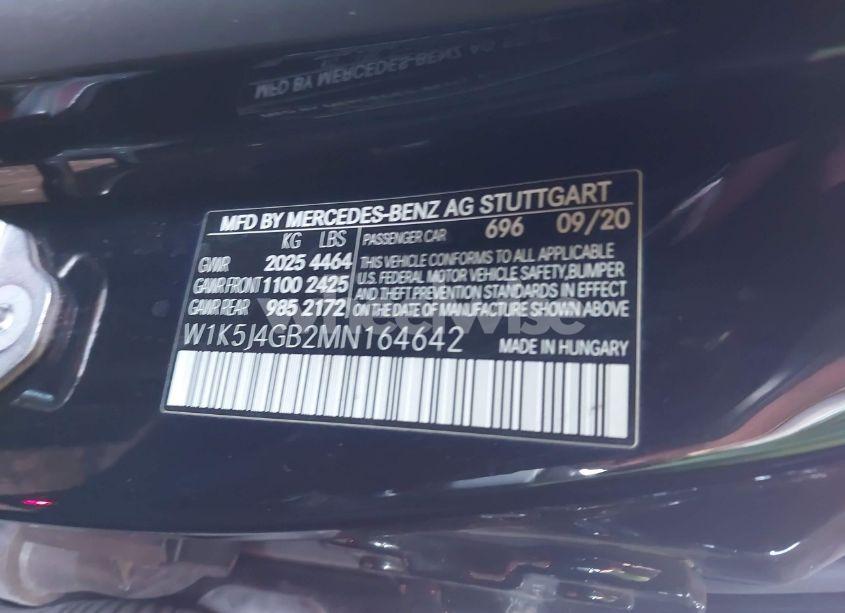 MFD BY MERCEDES-BENZ AG STUTTGART
KG LBS PASSENGER CAR 696 09/20
GVWR 2025 4464 THIS VEHICLE CONFORMS TO ALL APPLICABLE
GAWR FRONT 1100 2425 U.S. FEDERAL MOTOR VEHICLE SAFETY, BUMPER
GAWR REAR 985 2172 AND THEFT PREVENTION STANDARDS IN EFFECT
ON THE DATE OF MANUFACTURE SHOWN ABOVE
W1K5J4GB2MN164642 MADE IN HUNGARY